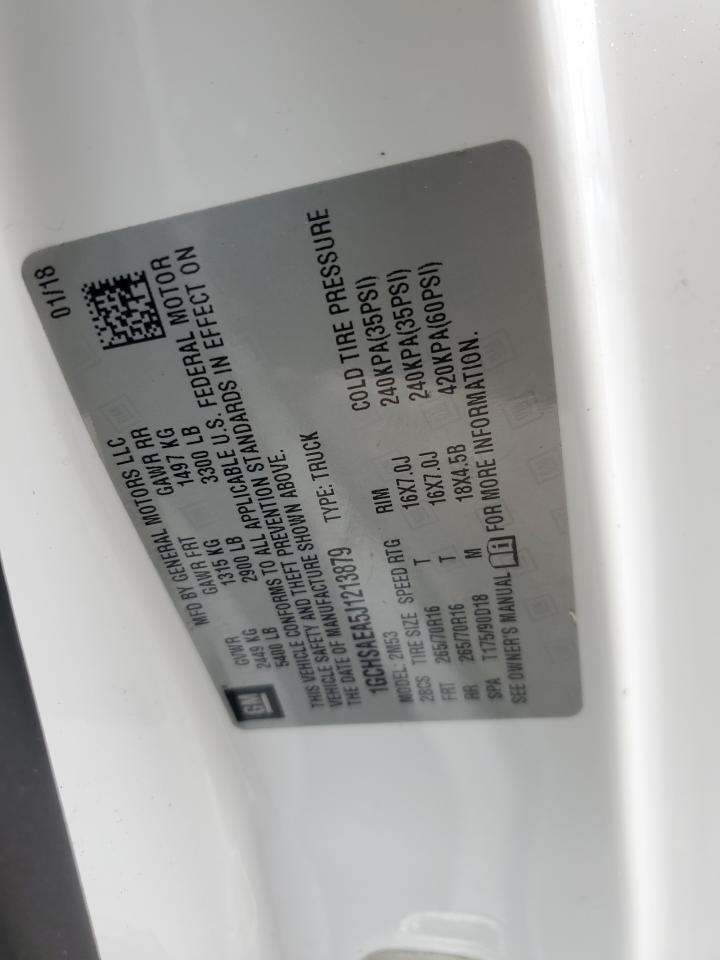 MFD BY GENERAL MOTORS LLC 01/18
GVWR GAWR FRT GAWR RR
2449 KG 1315 KG 1497 KG
5400 LB 2900 LB 3300 LB
THIS VEHICLE CONFORMS TO ALL APPLICABLE U.S. FEDERAL MOTOR
VEHICLE SAFETY AND THEFT PREVENTION STANDARDS IN EFFECT ON
THE DATE OF MANUFACTURE SHOWN ABOVE.
1GCHSAEA5J1213879 TYPE: TRUCK
MODEL: 2M53
2BCS TIRE SIZE SPEED RTG RIM COLD TIRE PRESSURE
FRT 265/70R16 T 16X7.0J 240KPA(35PSI)
RR 265/70R16 T 16X7.0J 240KPA(35PSI)
SPA T175/90D18 M 18X4.5B 420KPA(60PSI)
SEE OWNER'S MANUAL FOR MORE INFORMATION.
GM